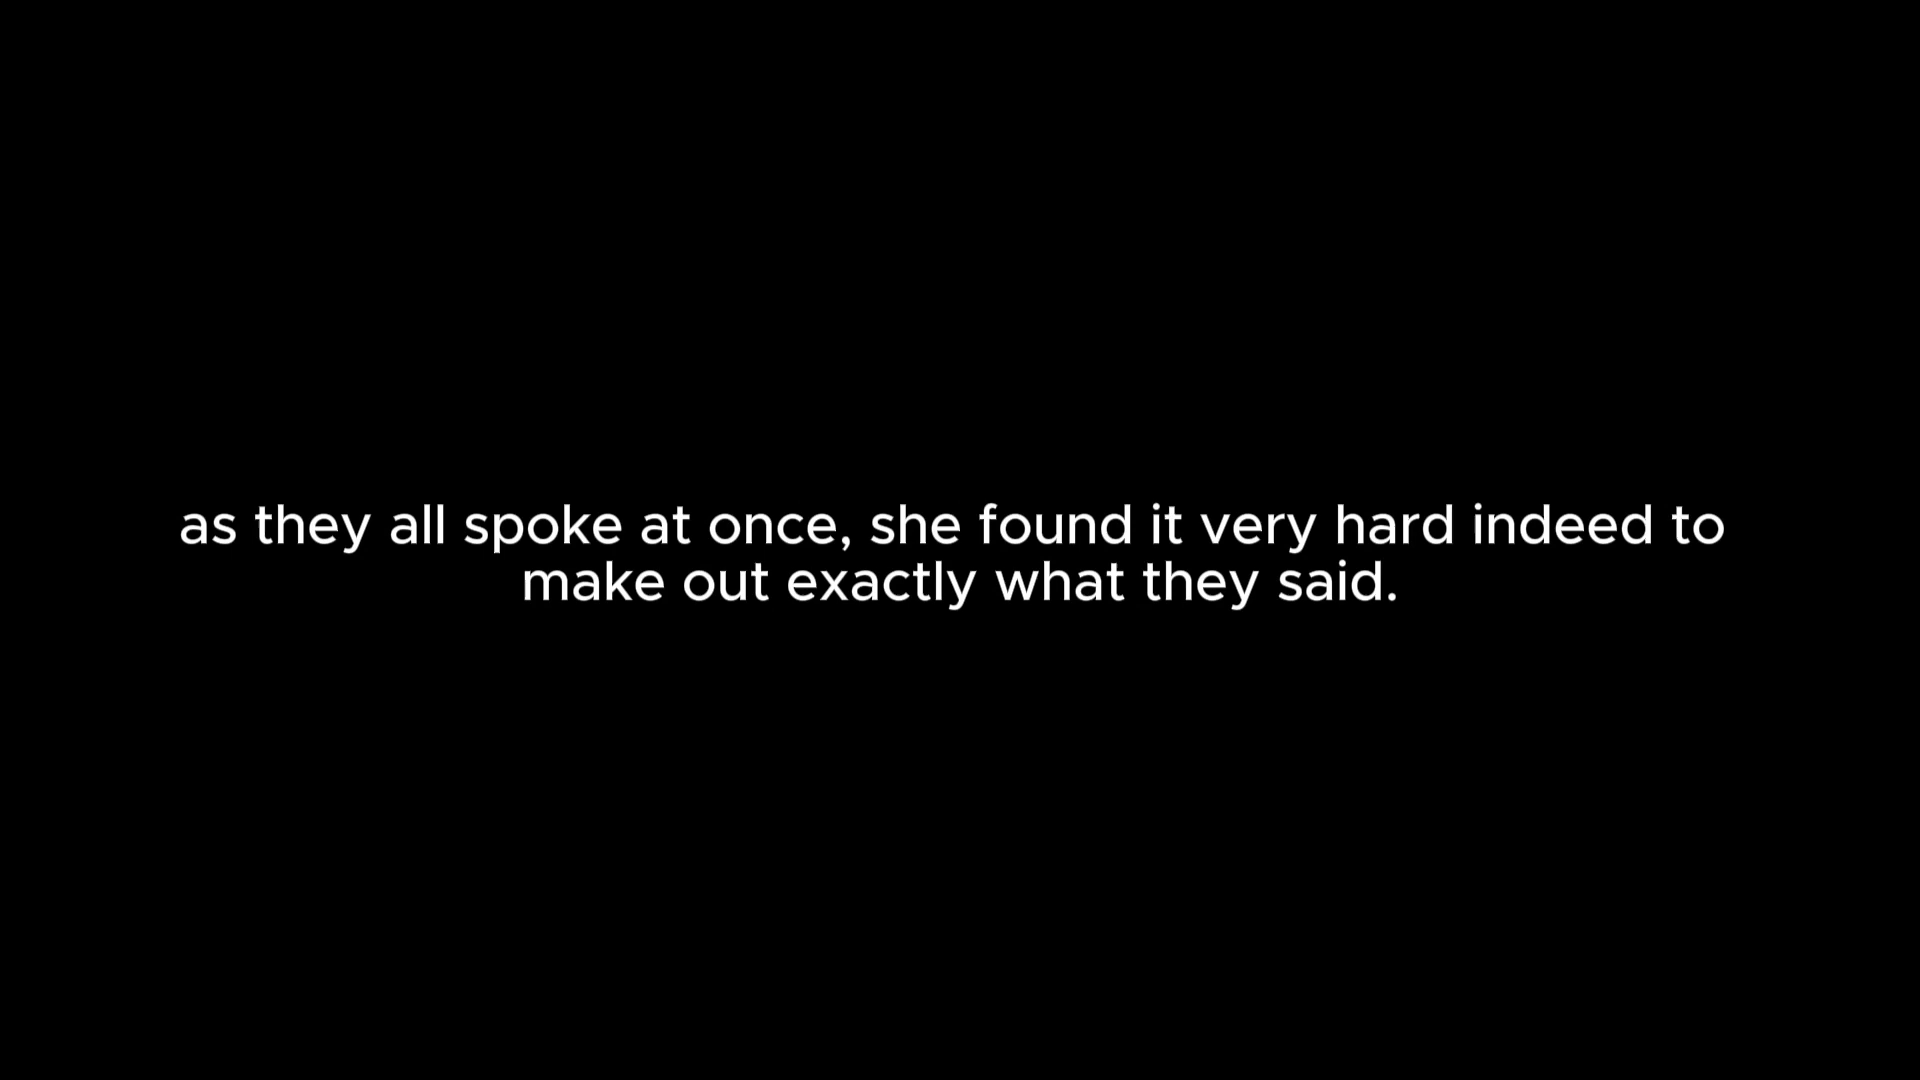 as they all spoke at once, she found it very hard indeed to
make out exactly what they said.